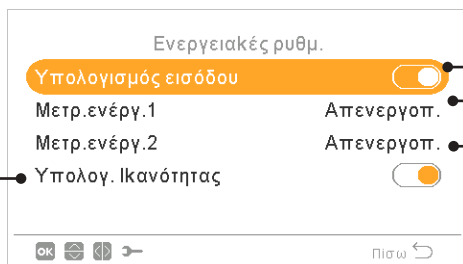 Ενεργειακές ρυθμ.
Υπολογισμός εισόδου
Μετρ.ενέργ.1 Απενεργοπ.
Μετρ.ενέργ.2 Απενεργοπ.
Υπολογ. Ικανότητας
OK Πίσω